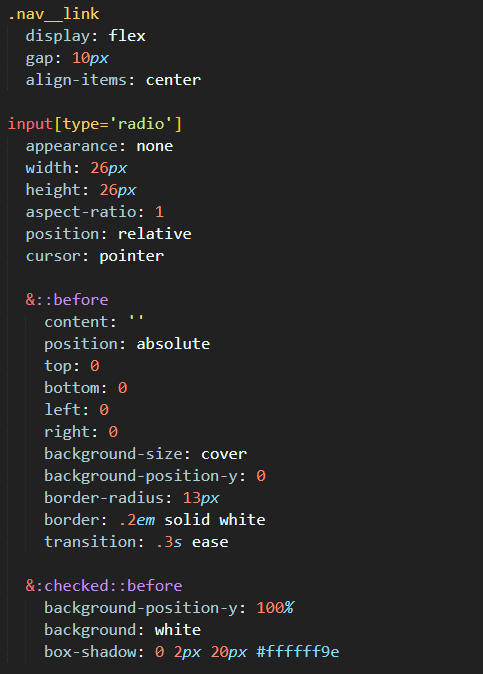 .nav__link
display: flex
gap: 10px
align-items: center
input[type='radio']
appearance: none
width: 26px
height: 26px
aspect-ratio: 1
position: relative
cursor: pointer
&::before
content: ''
position: absolute
top: 0
bottom: 0
left: 0
right: 0
background-size: cover
background-position-y: 0
border-radius: 13px
border: .2em solid white
transition: .3s ease
&:checked::before
background-position-y: 100%
background: white
box-shadow: 0 2px 20px #ffffff9e